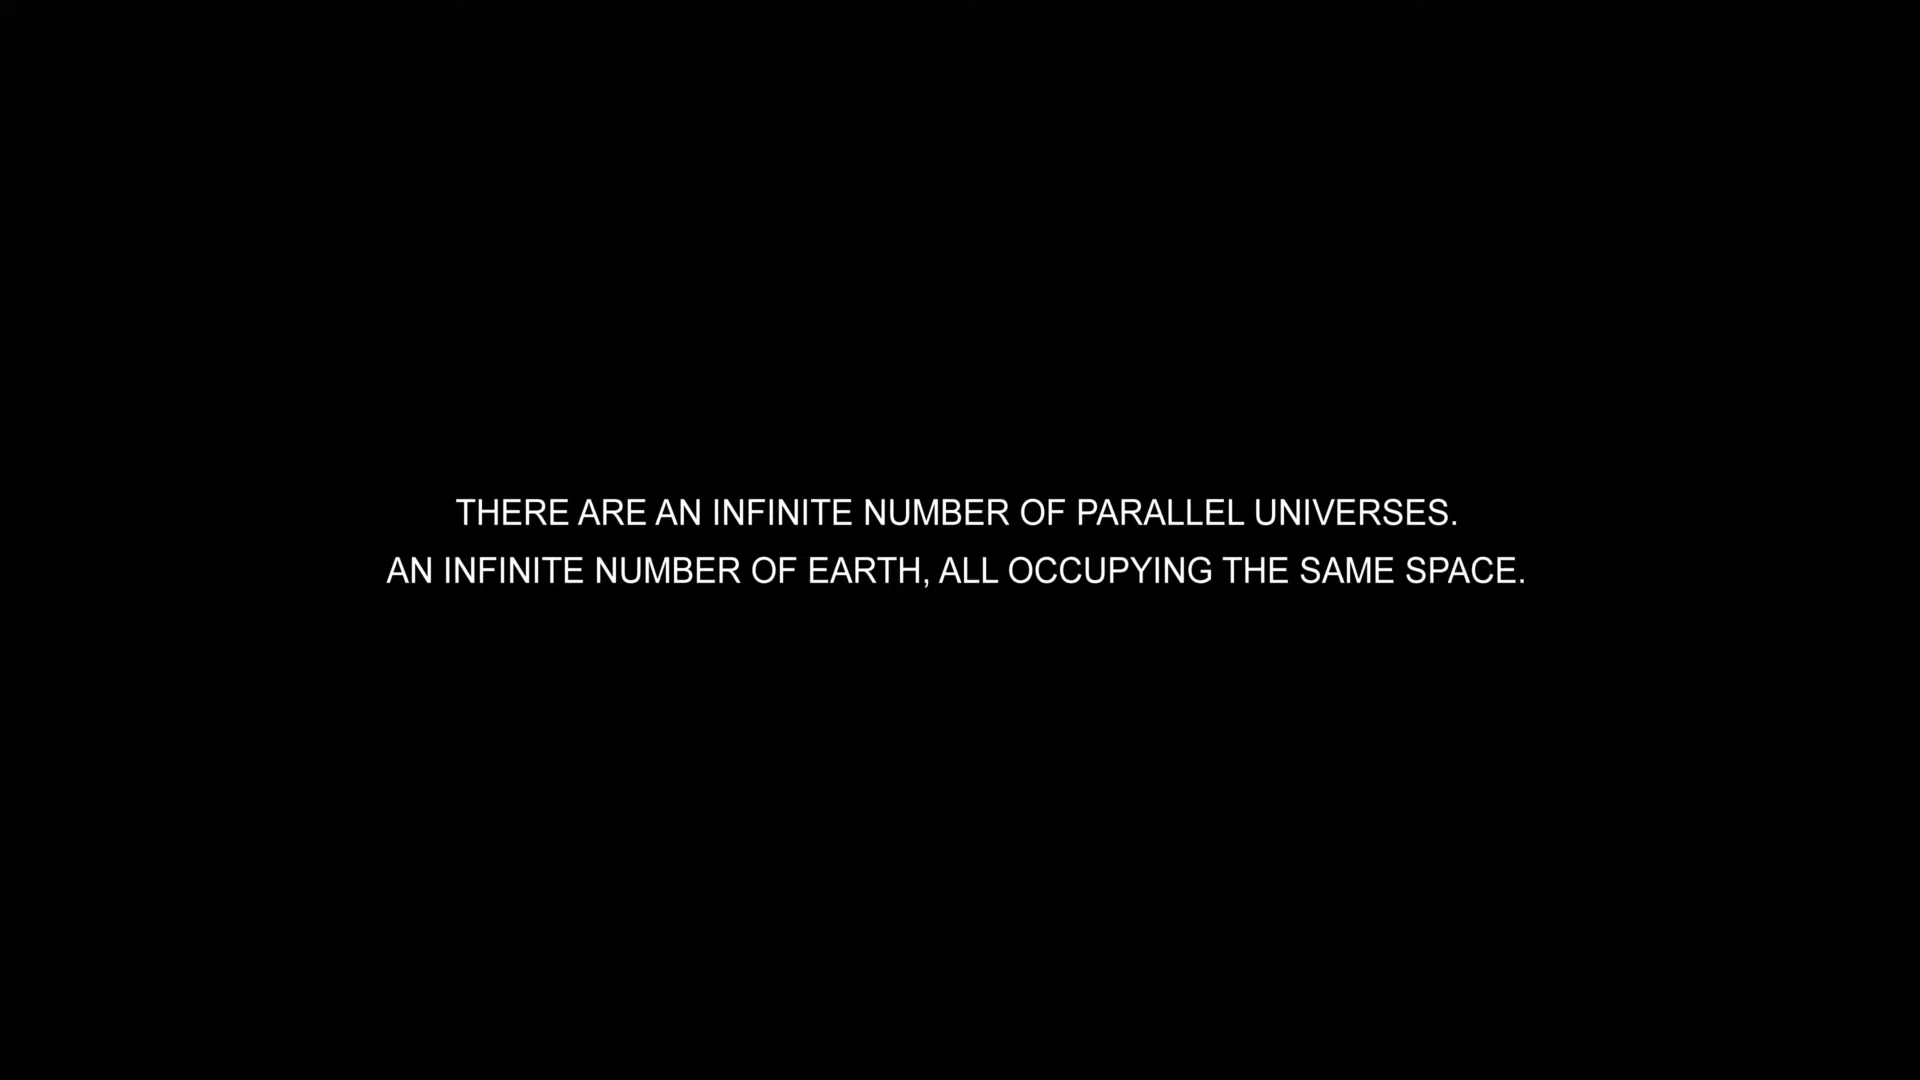 THERE ARE AN INFINITE NUMBER OF PARALLEL UNIVERSES.
AN INFINITE NUMBER OF EARTH, ALL OCCUPYING THE SAME SPACE.